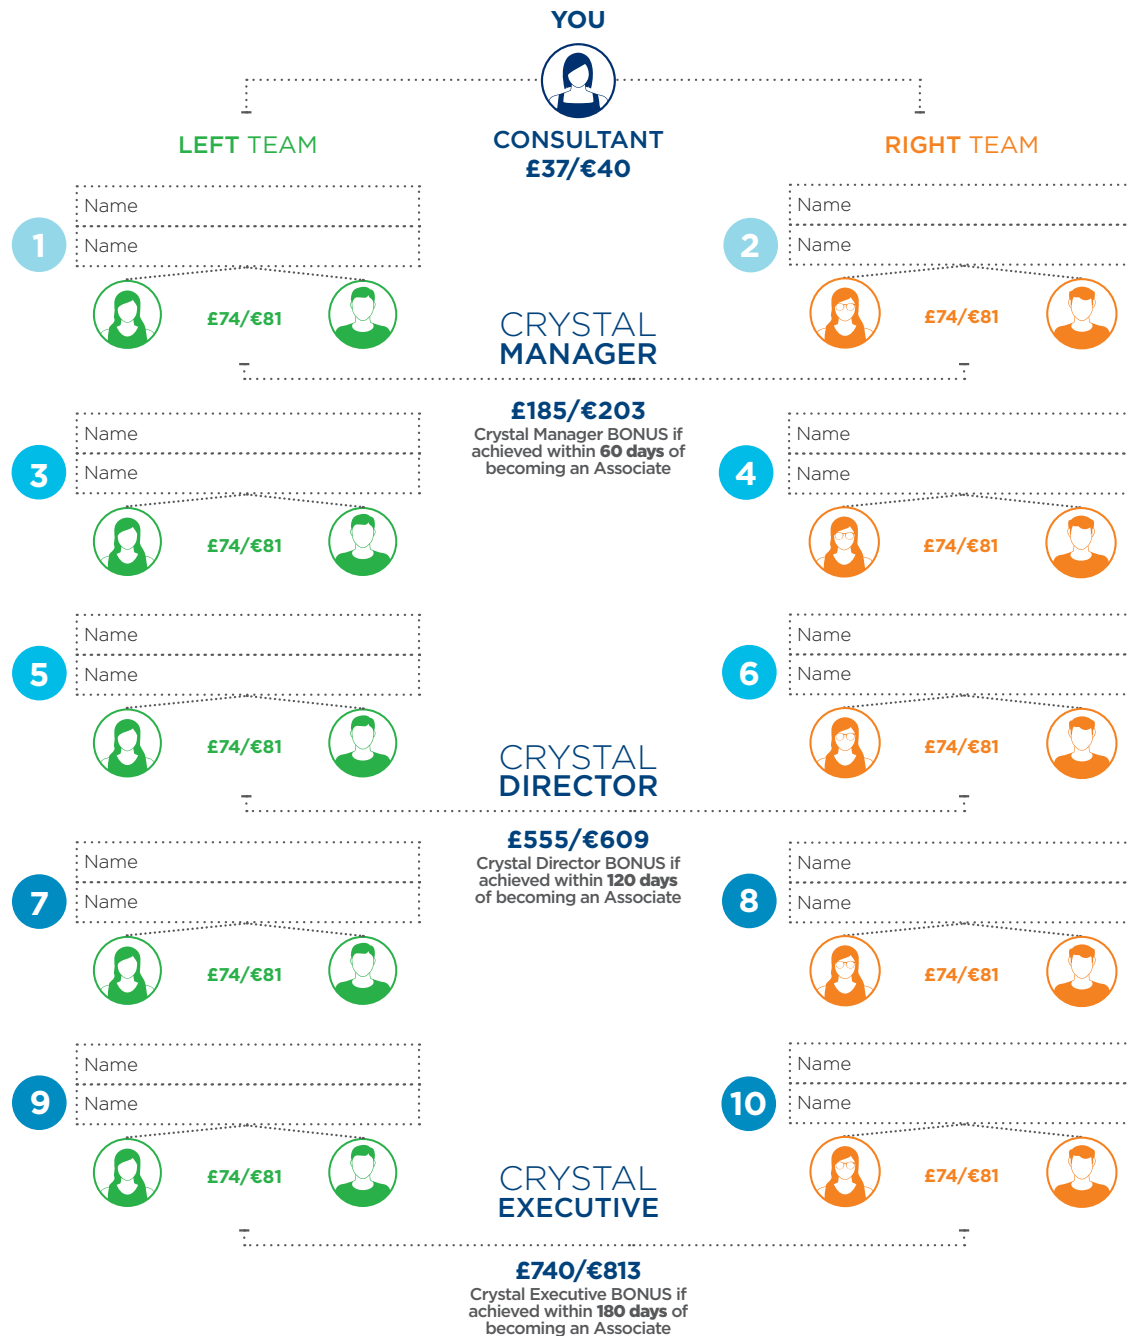 YOU
CONSULTANT
£37/€40
LEFT TEAM
RIGHT TEAM
1
Name
Name
£74/€81
2
Name
Name
£74/€81
CRYSTAL
MANAGER
£185/€203
Crystal Manager BONUS if
achieved within 60 days of
becoming an Associate
3
Name
Name
£74/€81
4
Name
Name
£74/€81
5
Name
Name
£74/€81
6
Name
Name
£74/€81
CRYSTAL
DIRECTOR
£555/€609
Crystal Director BONUS if
achieved within 120 days
of becoming an Associate
7
Name
Name
£74/€81
8
Name
Name
£74/€81
9
Name
Name
£74/€81
10
Name
Name
£74/€81
CRYSTAL
EXECUTIVE
£740/€813
Crystal Executive BONUS if
achieved within 180 days of
becoming an Associate